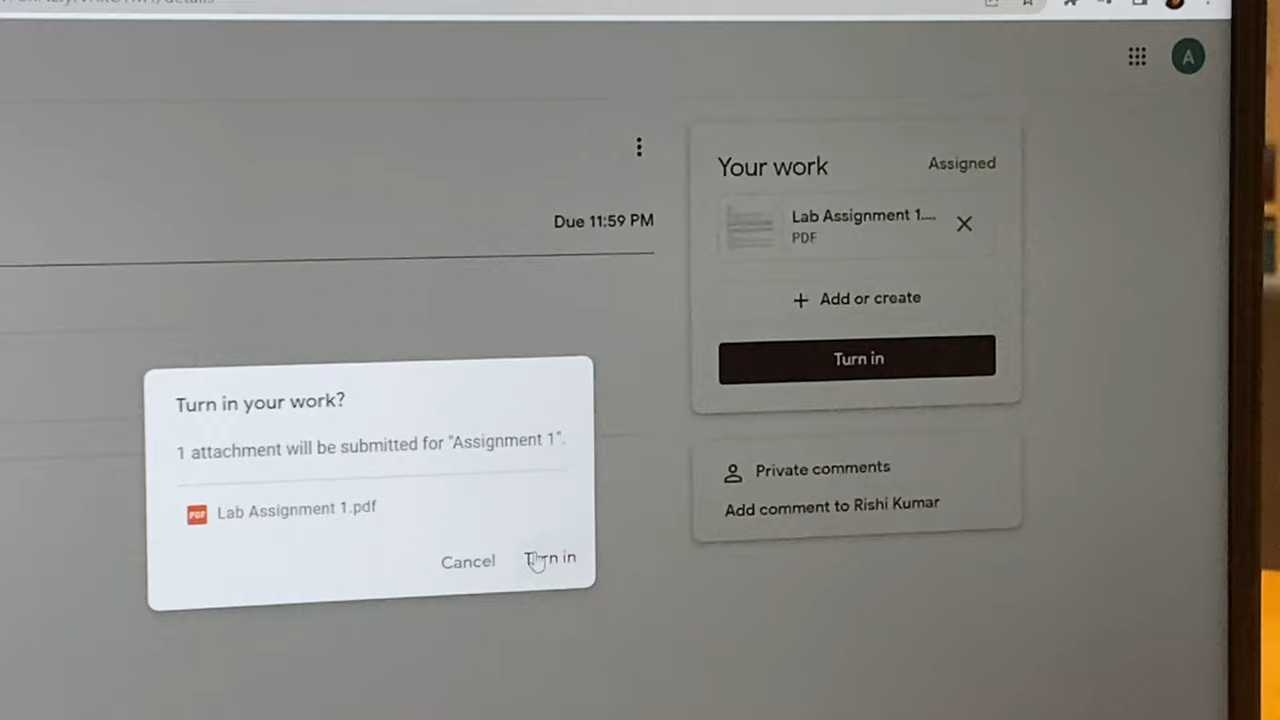 A
Your work
Assigned
Lab Assignment 1....
PDF
Due 11:59 PM
+ Add or create
Turn in
Turn in your work?
1 attachment will be submitted for "Assignment 1".
PDF Lab Assignment 1.pdf
Cancel
Turn in
Private comments
Add comment to Rishi Kumar